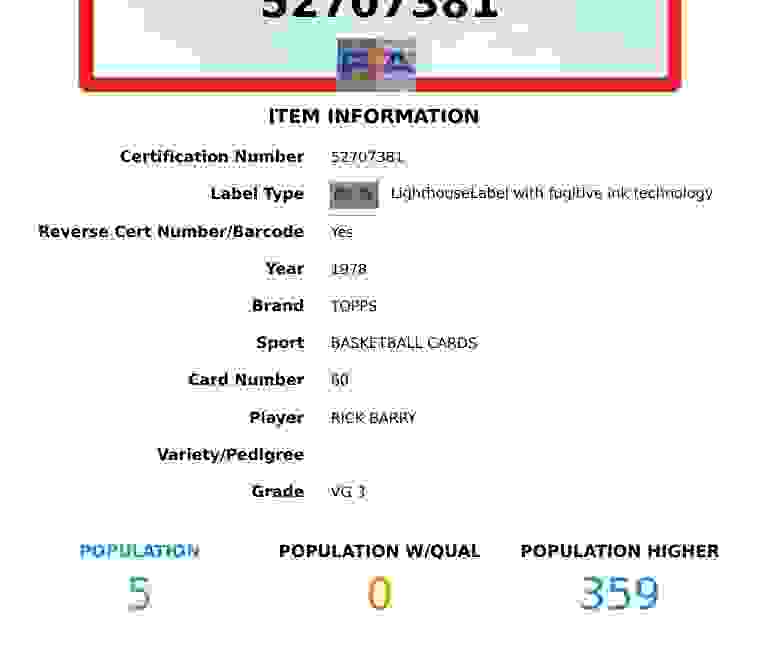 52707381
PSA
ITEM INFORMATION
Certification Number 52707381
Label Type LighthouseLabel with fugitive ink technology
Reverse Cert Number/Barcode Yes
Year 1978
Brand TOPPS
Sport BASKETBALL CARDS
Card Number 60
Player RICK BARRY
Variety/Pedigree
Grade VG 3
POPULATION POPULATION W/QUAL POPULATION HIGHER
5 0 359